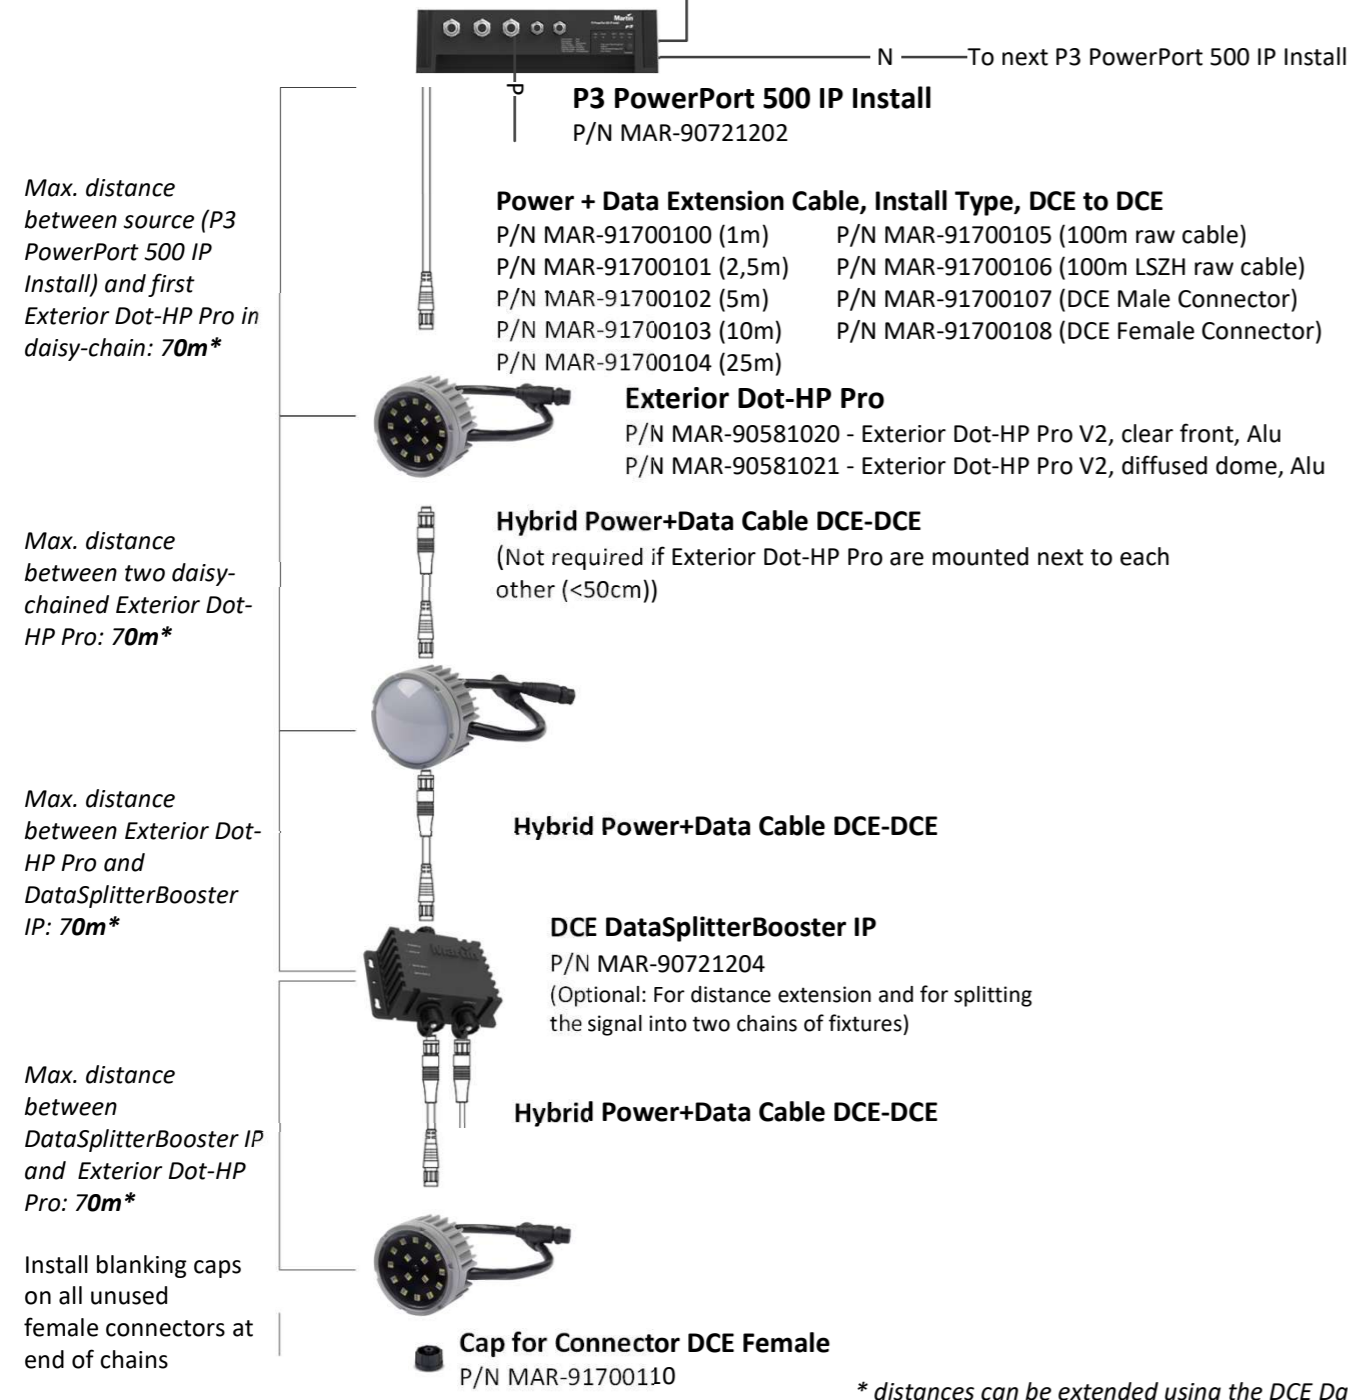 Martin
N
To next P3 PowerPort 500 IP Install
P
P3 PowerPort 500 IP Install
P/N MAR-90721202
Max. distance
between source (P3
PowerPort 500 IP
Install) and first
Exterior Dot-HP Pro in
daisy-chain: 70m*
Power + Data Extension Cable, Install Type, DCE to DCE
P/N MAR-91700100 (1m) P/N MAR-91700105 (100m raw cable)
P/N MAR-91700101 (2,5m) P/N MAR-91700106 (100m LSZH raw cable)
P/N MAR-91700102 (5m) P/N MAR-91700107 (DCE Male Connector)
P/N MAR-91700103 (10m) P/N MAR-91700108 (DCE Female Connector)
P/N MAR-91700104 (25m)
Exterior Dot-HP Pro
P/N MAR-90581020 - Exterior Dot-HP Pro V2, clear front, Alu
P/N MAR-90581021 - Exterior Dot-HP Pro V2, diffused dome, Alu
Max. distance
between two daisy-
chained Exterior Dot-
HP Pro: 70m*
Hybrid Power+Data Cable DCE-DCE
(Not required if Exterior Dot-HP Pro are mounted next to each
other (<50cm))
Max. distance
between Exterior Dot-
HP Pro and
DataSplitterBooster
IP: 70m*
Hybrid Power+Data Cable DCE-DCE
Martin
DCE DataSplitterBooster IP
P/N MAR-90721204
(Optional: For distance extension and for splitting
the signal into two chains of fixtures)
Max. distance
between
DataSplitterBooster IP
and Exterior Dot-HP
Pro: 70m*
Hybrid Power+Data Cable DCE-DCE
Install blanking caps
on all unused
female connectors at
end of chains
Cap for Connector DCE Female
P/N MAR-91700110
* distances can be extended using the DCE Da